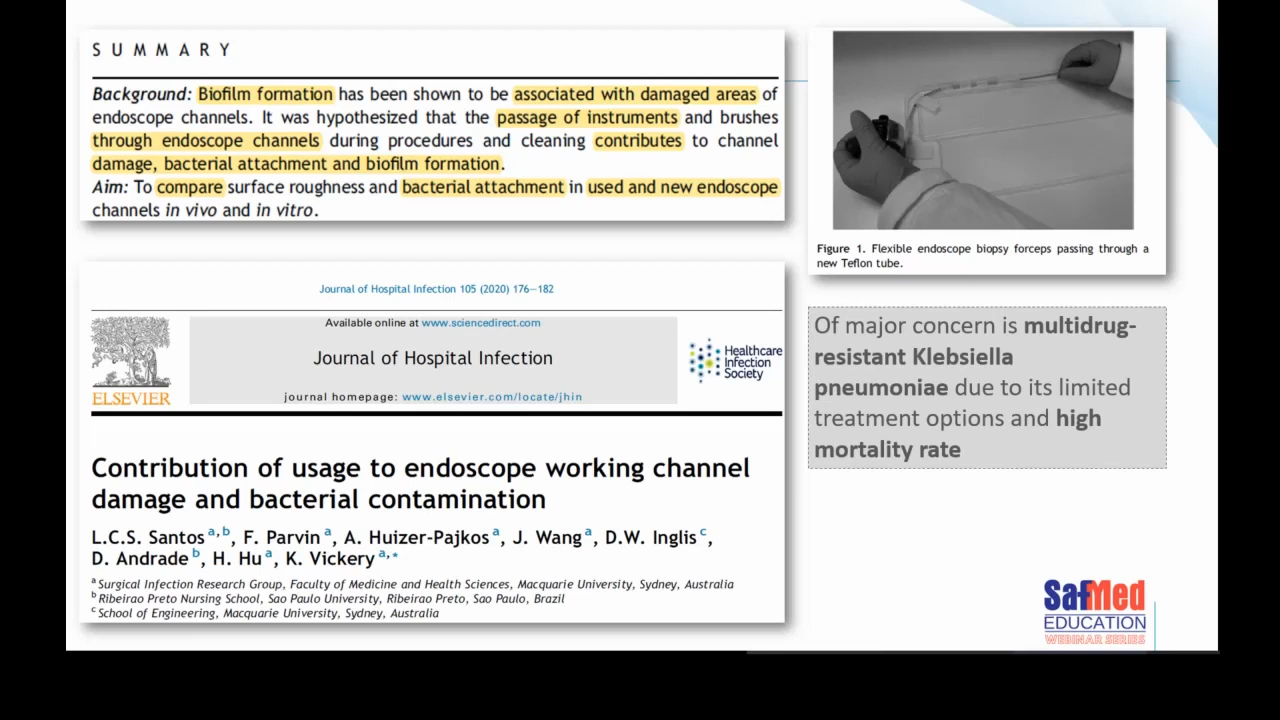 SUMMARY
Background: Biofilm formation has been shown to be associated with damaged areas of
endoscope channels. It was hypothesized that the passage of instruments and brushes
through endoscope channels during procedures and cleaning contributes to channel
damage, bacterial attachment and biofilm formation.
Aim: To compare surface roughness and bacterial attachment in used and new endoscope
channels in vivo and in vitro.
Figure 1. Flexible endoscope biopsy forceps passing through a
new Teflon tube.
Journal of Hospital Infection 105 (2020) 176–182
Available online at www.sciencedirect.com
Journal of Hospital Infection
journal homepage: www.elsevier.com/locate/jhin
ELSEVIER
Healthcare
Infection
Society
Contribution of usage to endoscope working channel
damage and bacterial contamination
L.C.S. Santos a,b, F. Parvin a, A. Huizer-Pajkos a, J. Wang a, D.W. Inglis c,
D. Andrade b, H. Hu a, K. Vickery a,*
a Surgical Infection Research Group, Faculty of Medicine and Health Sciences, Macquarie University, Sydney, Australia
b Ribeirao Preto Nursing School, Sao Paulo University, Ribeirao Preto, Sao Paulo, Brazil
c School of Engineering, Macquarie University, Sydney, Australia
Of major concern is multidrug-
resistant Klebsiella
pneumoniae due to its limited
treatment options and high
mortality rate
SafMed
EDUCATION
WEBINAR SERIES